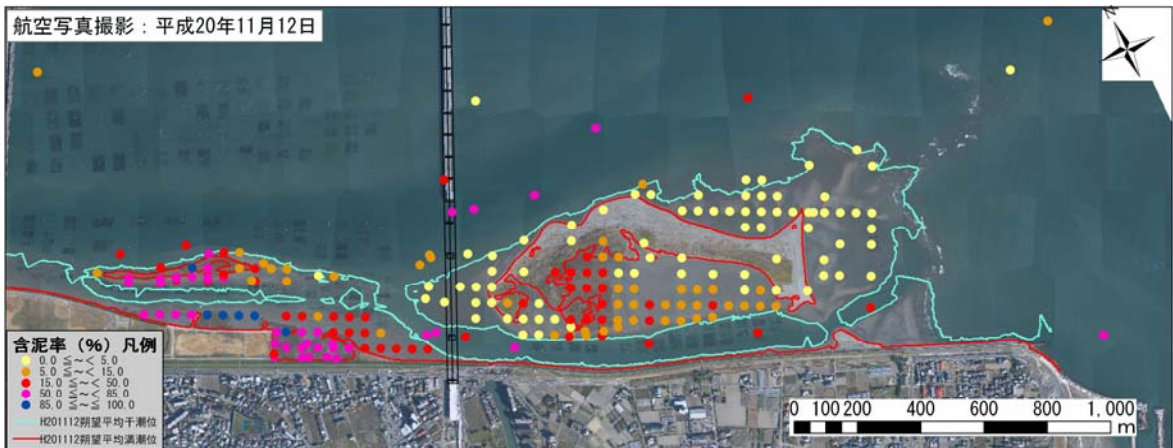 航空写真撮影：平成20年11月12日
N
含泥率（%）凡例
0.0 ≦～＜ 5.0
5.0 ≦～＜ 15.0
15.0 ≦～＜ 50.0
50.0 ≦～＜ 85.0
85.0 ≦～≦ 100.0
H201112朔望平均干潮位
H201112朔望平均満潮位
0 100 200 400 600 800 1,000
m